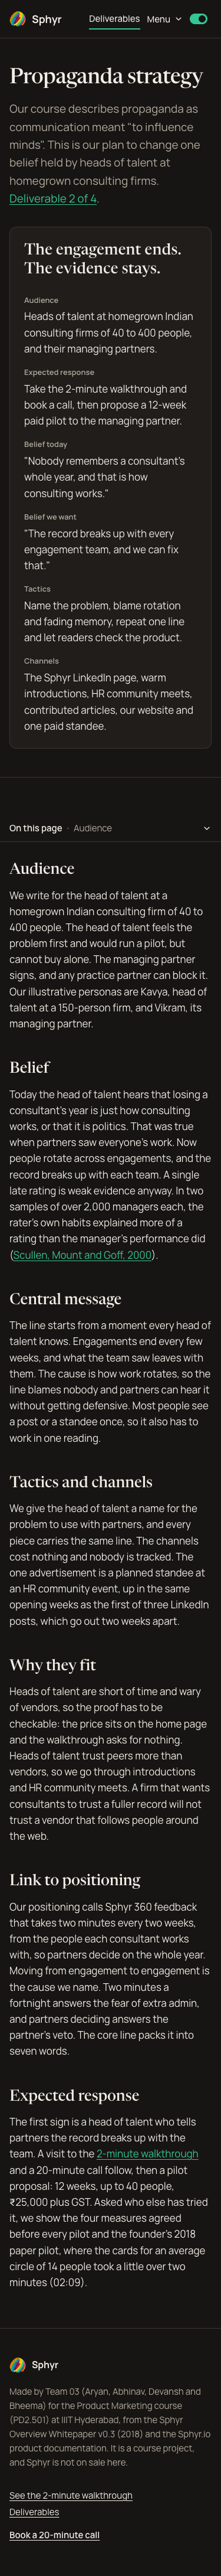 Sphyr
Deliverables
Menu
Propaganda strategy
Our course describes propaganda as
communication meant "to influence
minds". This is our plan to change one
belief held by heads of talent at
homegrown consulting firms.
Deliverable 2 of 4.
The engagement ends.
The evidence stays.
Audience
Heads of talent at homegrown Indian
consulting firms of 40 to 400 people,
and their managing partners.
Expected response
Take the 2-minute walkthrough and
book a call, then propose a 12-week
paid pilot to the managing partner.
Belief today
"Nobody remembers a consultant's
whole year, and that is how
consulting works."
Belief we want
"The record breaks up with every
engagement team, and we can fix
that."
Tactics
Name the problem, blame rotation
and fading memory, repeat one line
and let readers check the product.
Channels
The Sphyr LinkedIn page, warm
introductions, HR community meets,
contributed articles, our website and
one paid standee.
On this page · Audience
Audience
We write for the head of talent at a
homegrown Indian consulting firm of 40 to
400 people. The head of talent feels the
problem first and would run a pilot, but
cannot buy alone. The managing partner
signs, and any practice partner can block it.
Our illustrative personas are Kavya, head of
talent at a 150-person firm, and Vikram, its
managing partner.
Belief
Today the head of talent hears that losing a
consultant's year is just how consulting
works, or that it is politics. That was true
when partners saw everyone's work. Now
people rotate across engagements, and the
record breaks up with each team. A single
late rating is weak evidence anyway. In two
samples of over 2,000 managers each, the
rater's own habits explained more of a
rating than the manager's performance did
(Scullen, Mount and Goff, 2000).
Central message
The line starts from a moment every head of
talent knows. Engagements end every few
weeks, and what the team saw leaves with
them. The cause is how work rotates, so the
line blames nobody and partners can hear it
without getting defensive. Most people see
a post or a standee once, so it also has to
work in one reading.
Tactics and channels
We give the head of talent a name for the
problem to use with partners, and every
piece carries the same line. The channels
cost nothing and nobody is tracked. The
one advertisement is a planned standee at
an HR community event, up in the same
opening weeks as the first of three LinkedIn
posts, which go out two weeks apart.
Why they fit
Heads of talent are short of time and wary
of vendors, so the proof has to be
checkable: the price sits on the home page
and the walkthrough asks for nothing.
Heads of talent trust peers more than
vendors, so we go through introductions
and HR community meets. A firm that wants
consultants to trust a fuller record will not
trust a vendor that follows people around
the web.
Link to positioning
Our positioning calls Sphyr 360 feedback
that takes two minutes every two weeks,
from the people each consultant works
with, so partners decide on the whole year.
Moving from engagement to engagement is
the cause we name. Two minutes a
fortnight answers the fear of extra admin,
and partners deciding answers the
partner's veto. The core line packs it into
seven words.
Expected response
The first sign is a head of talent who tells
partners the record breaks up with the
team. A visit to the 2-minute walkthrough
and a 20-minute call follow, then a pilot
proposal: 12 weeks, up to 40 people,
₹25,000 plus GST. Asked who else has tried
it, we show the four measures agreed
before every pilot and the founder's 2018
paper pilot, where the cards for an average
circle of 14 people took a little over two
minutes (02:09).
Sphyr
Made by Team 03 (Aryan, Abhinav, Devansh and
Bheema) for the Product Marketing course
(PD2.501) at IIIT Hyderabad, from the Sphyr
Overview Whitepaper v0.3 (2018) and the Sphyr.io
product documentation. It is a course project,
and Sphyr is not on sale here.
See the 2-minute walkthrough
Deliverables
Book a 20-minute call